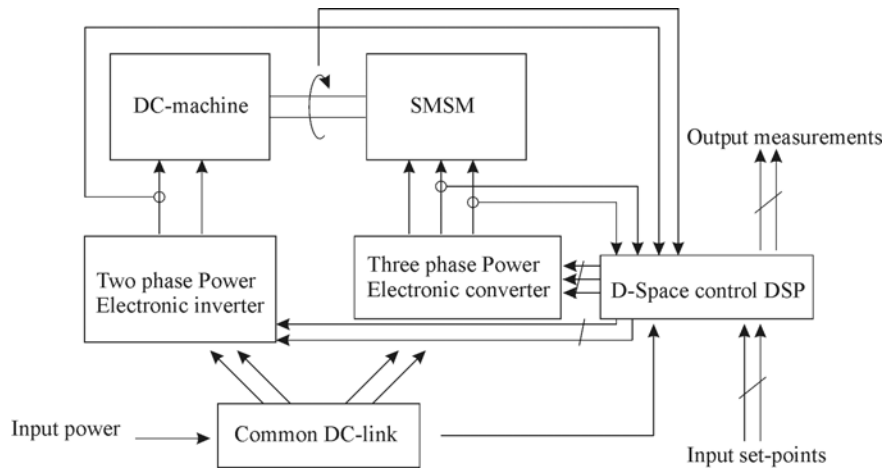 DC-machine
SMSM
Output measurements
Two phase Power
Electronic inverter
Three phase Power
Electronic converter
D-Space control DSP
Input power
Common DC-link
Input set-points